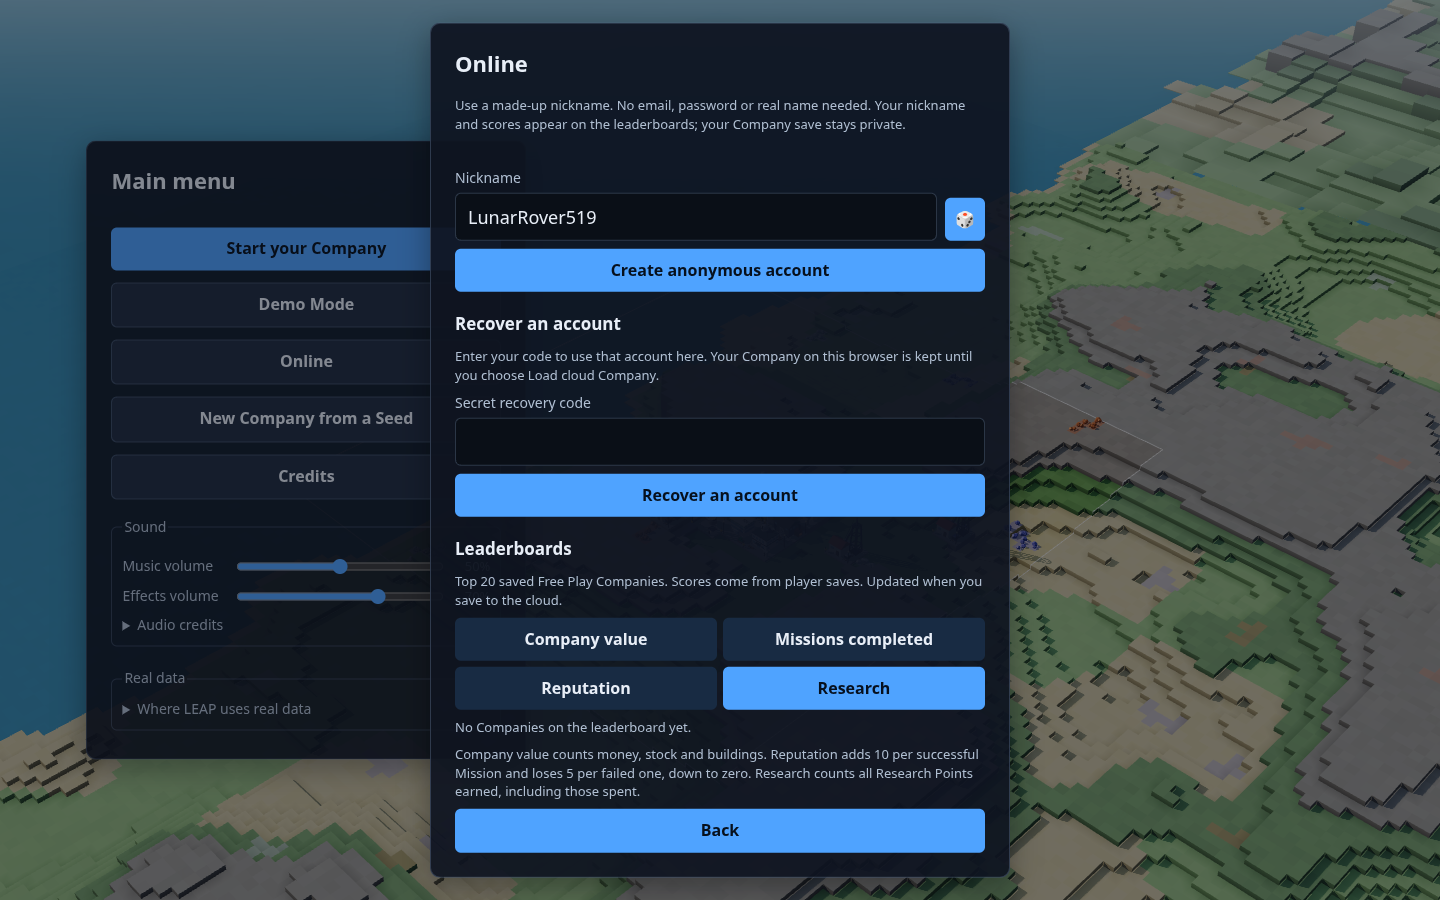 Online
Use a made-up nickname. No email, password or real name needed. Your nickname
and scores appear on the leaderboards; your Company save stays private.
Nickname
LunarRover519
Create anonymous account
Recover an account
Enter your code to use that account here. Your Company on this browser is kept until
you choose Load cloud Company.
Secret recovery code
Recover an account
Leaderboards
Top 20 saved Free Play Companies. Scores come from player saves. Updated when you
save to the cloud.
Company value
Missions completed
Reputation
Research
No Companies on the leaderboard yet.
Company value counts money, stock and buildings. Reputation adds 10 per successful
Mission and loses 5 per failed one, down to zero. Research counts all Research Points
earned, including those spent.
Back
Main menu
Start your Company
Demo Mode
Online
New Company from a Seed
Credits
Sound
Music volume
Effects volume
Audio credits
Real data
Where LEAP uses real data